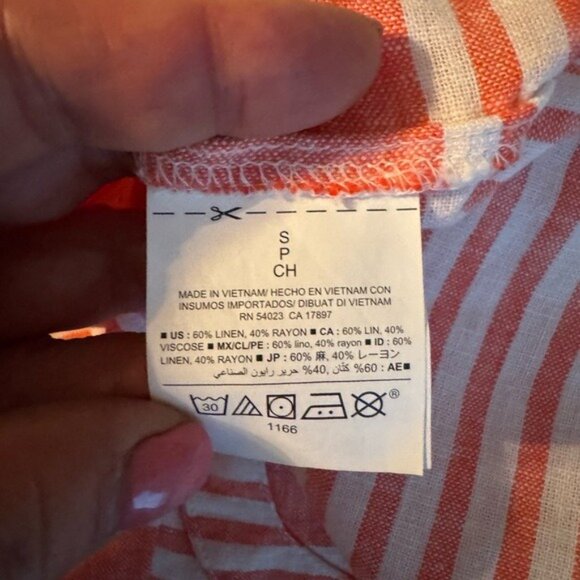 S
P
CH
MADE IN VIETNAM/ HECHO EN VIETNAM CON
INSUMOS IMPORTADOS/ DIBUAT DI VIETNAM
RN 54023 CA 17897
■ US : 60% LINEN, 40% RAYON ■ CA : 60% LIN, 40%
VISCOSE ■ MX/CL/PE : 60% lino, 40% rayon ■ ID : 60%
LINEN, 40% RAYON ■ JP : 60% 麻, 40% レーヨン
■ AE : 60% كتّان, 40% حرير رايون الصناعي
30 ®
1166